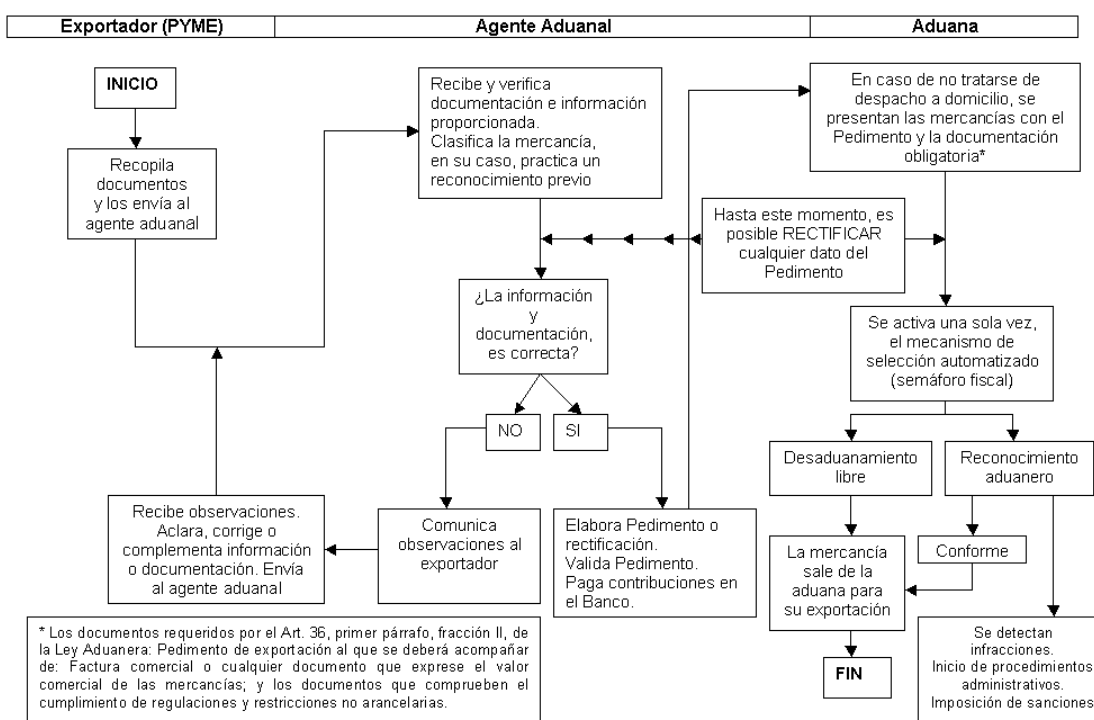 Exportador (PYME)
Agente Aduanal
Aduana
INICIO
Recopila
documentos
y los envía al
agente aduanal
Recibe y verifica
documentación e información
proporcionada.
Clasifica la mercancía,
en su caso, practica un
reconocimiento previo
En caso de no tratarse de
despacho a domicilio, se
presentan las mercancías con el
Pedimento y la documentación
obligatoria*
Hasta este momento, es
posible RECTIFICAR
cualquier dato del
Pedimento
¿La información
y
documentación,
es correcta?
NO
SI
Se activa una sola vez,
el mecanismo de
selección automatizado
(semáforo fiscal)
Desaduanamiento
libre
Reconocimiento
aduanero
Recibe observaciones.
Aclara, corrige o
complementa información
o documentación. Envía
al agente aduanal
Comunica
observaciones al
exportador
Elabora Pedimento o
rectificación.
Valida Pedimento.
Paga contribuciones en
el Banco.
La mercancía
sale de la
aduana para
su exportación
Conforme
FIN
Se detectan
infracciones.
Inicio de procedimientos
administrativos.
Imposición de sanciones
* Los documentos requeridos por el Art. 36, primer párrafo, fracción II, de
la Ley Aduanera: Pedimento de exportación al que se deberá acompañar
de: Factura comercial o cualquier documento que exprese el valor
comercial de las mercancías; y los documentos que comprueben el
cumplimiento de regulaciones y restricciones no arancelarias.